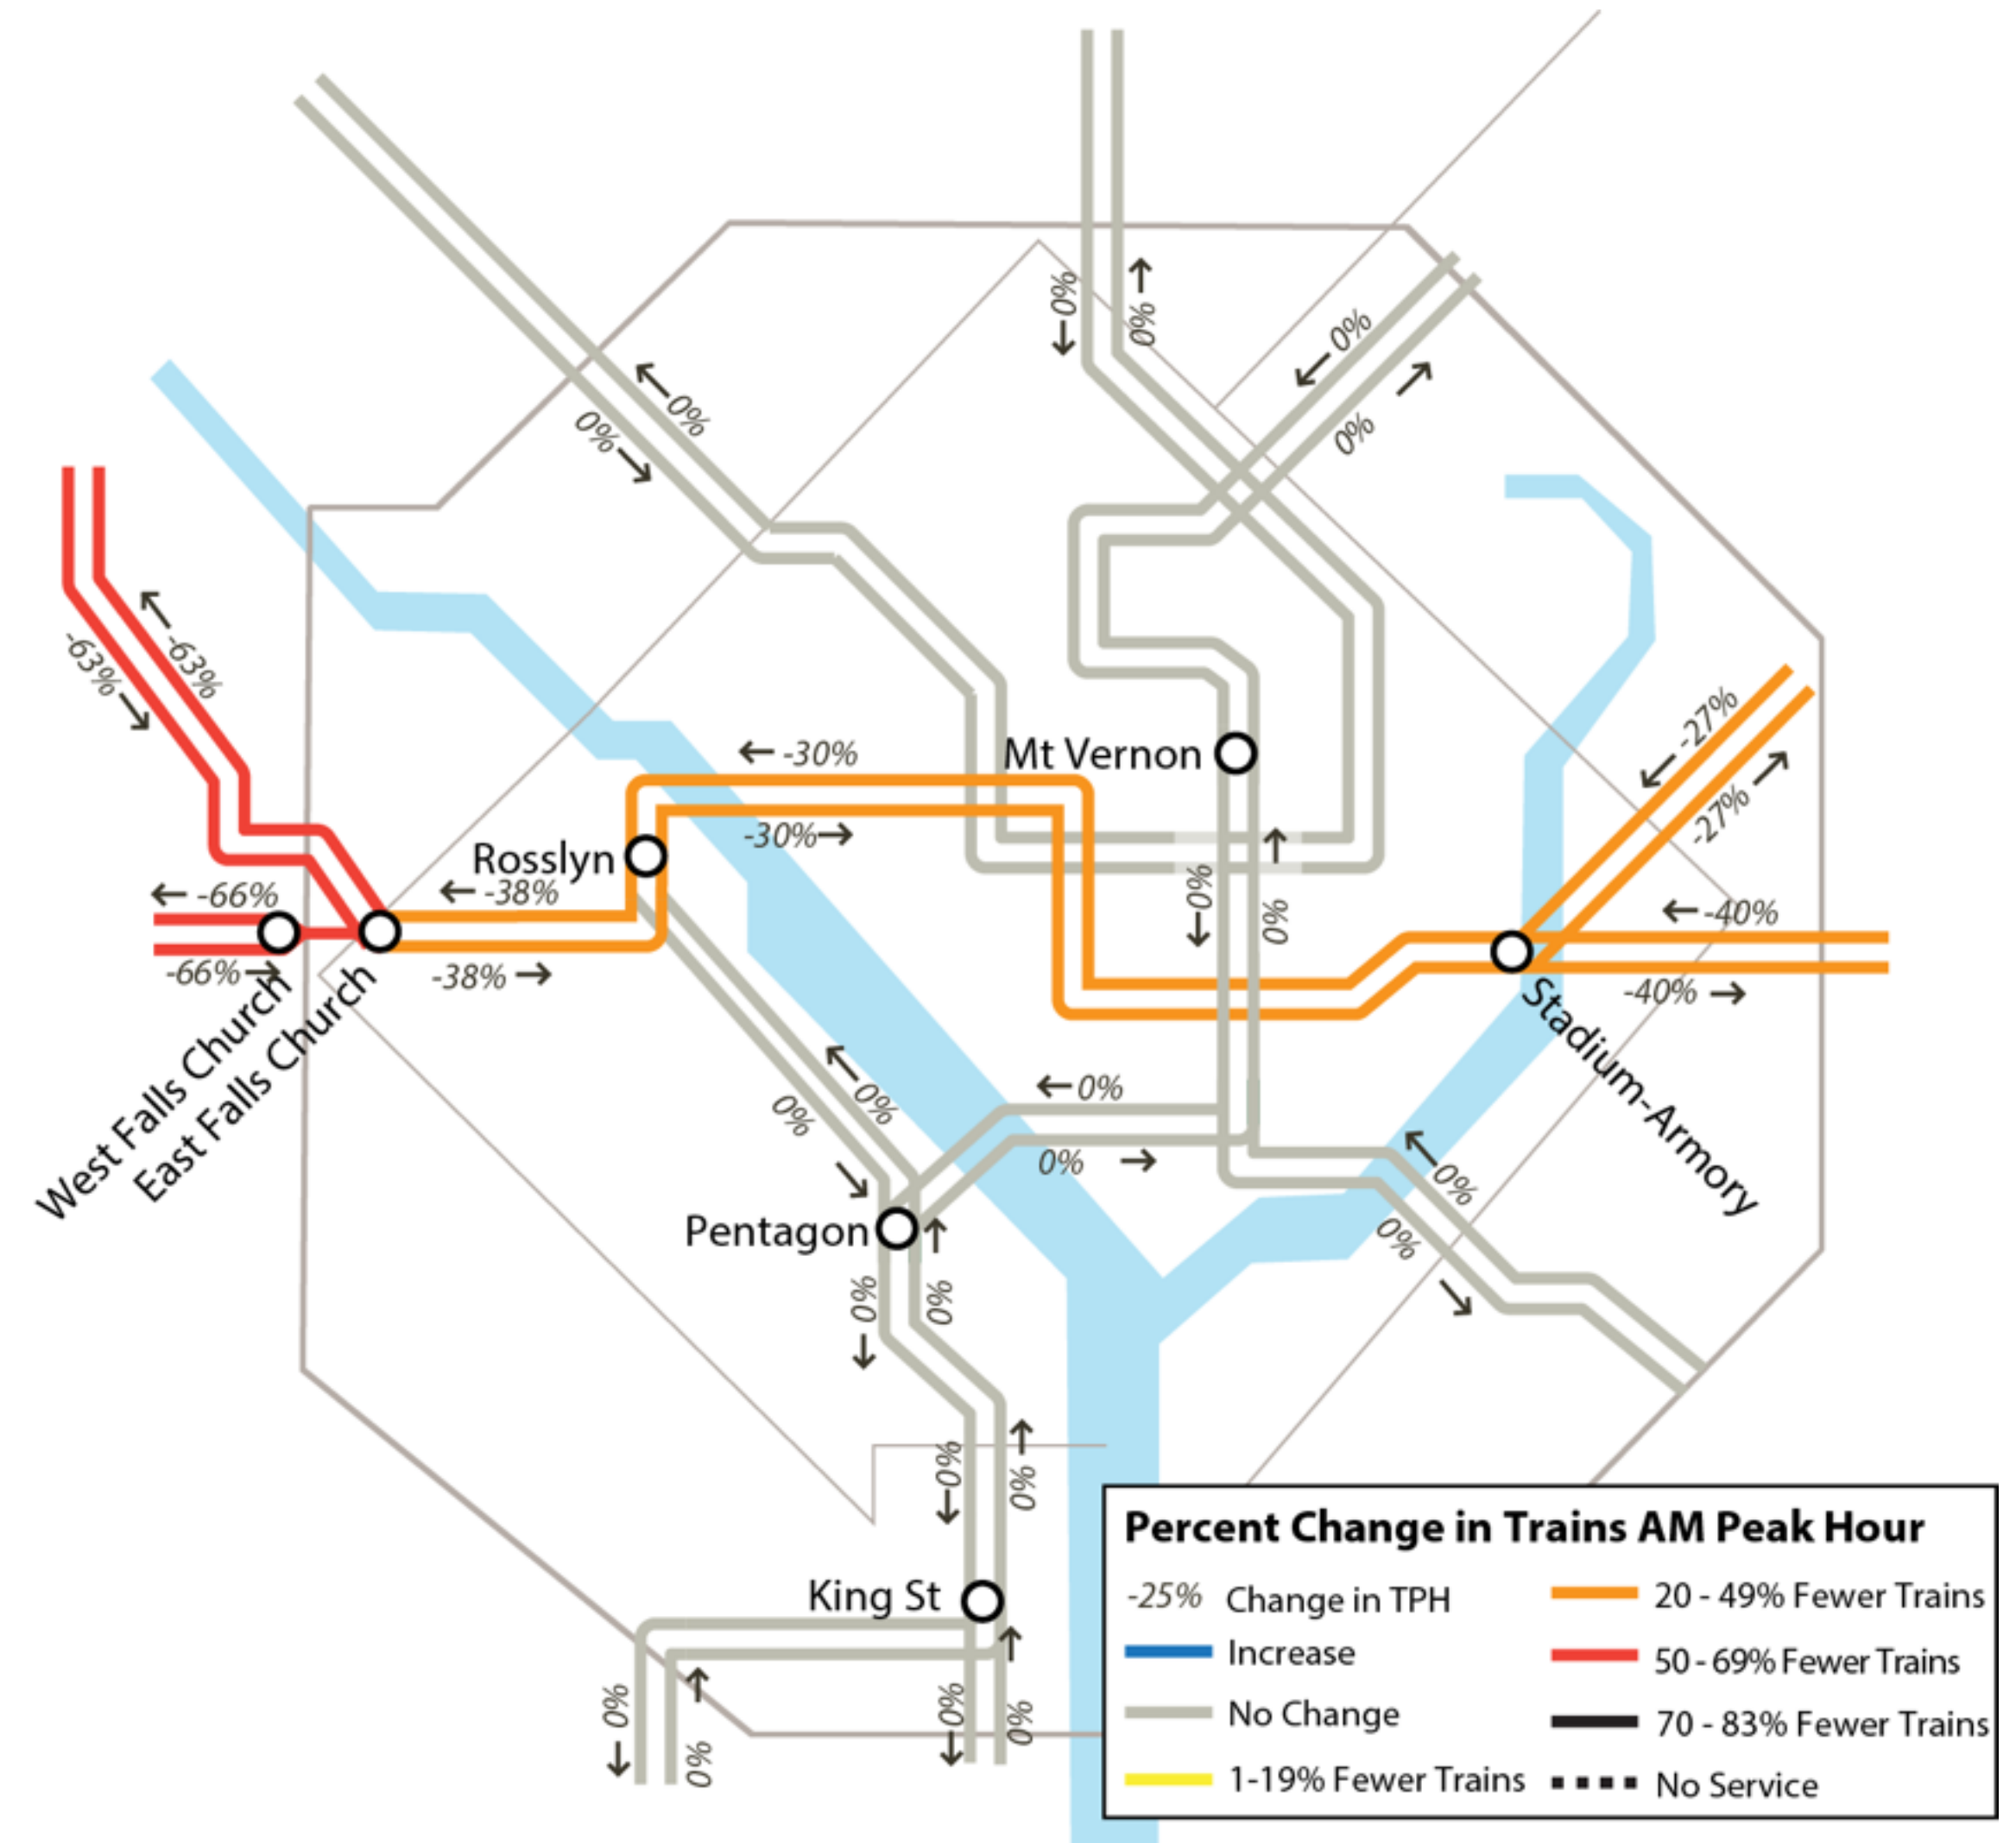 0%
0%
0%
0%
0%
0%
-63%
-63%
-27%
-27%
-30%
-30%
Mt Vernon
Rosslyn
-66%
-38%
-66%
-38%
West Falls Church
East Falls Church
0%
0%
-40%
-40%
Stadium-Armory
0%
0%
0%
0%
0%
0%
Pentagon
0%
0%
0%
0%
King St
0%
0%
0%
0%
Percent Change in Trains AM Peak Hour
-25% Change in TPH
Increase
No Change
1-19% Fewer Trains
20 - 49% Fewer Trains
50 - 69% Fewer Trains
70 - 83% Fewer Trains
No Service